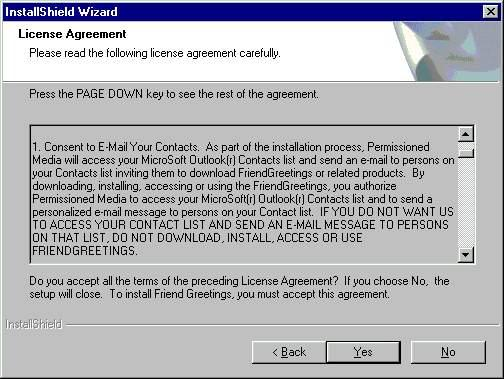 InstallShield Wizard
License Agreement
Please read the following license agreement carefully.
Press the PAGE DOWN key to see the rest of the agreement.
1. Consent to E-Mail Your Contacts. As part of the installation process, Permissioned
Media will access your MicroSoft Outlook(r) Contacts list and send an e-mail to persons on
your Contacts list inviting them to download FriendGreetings or related products. By
downloading, installing, accessing or using the FriendGreetings, you authorize
Permissioned Media to access your MicroSoft(r) Outlook(r) Contacts list and to send a
personalized e-mail message to persons on your Contact list. IF YOU DO NOT WANT US
TO ACCESS YOUR CONTACT LIST AND SEND AN E-MAIL MESSAGE TO PERSONS
ON THAT LIST, DO NOT DOWNLOAD, INSTALL, ACCESS OR USE
FRIENDGREETINGS.
Do you accept all the terms of the preceding License Agreement? If you choose No, the
setup will close. To install Friend Greetings, you must accept this agreement.
InstallShield
< Back
Yes
No